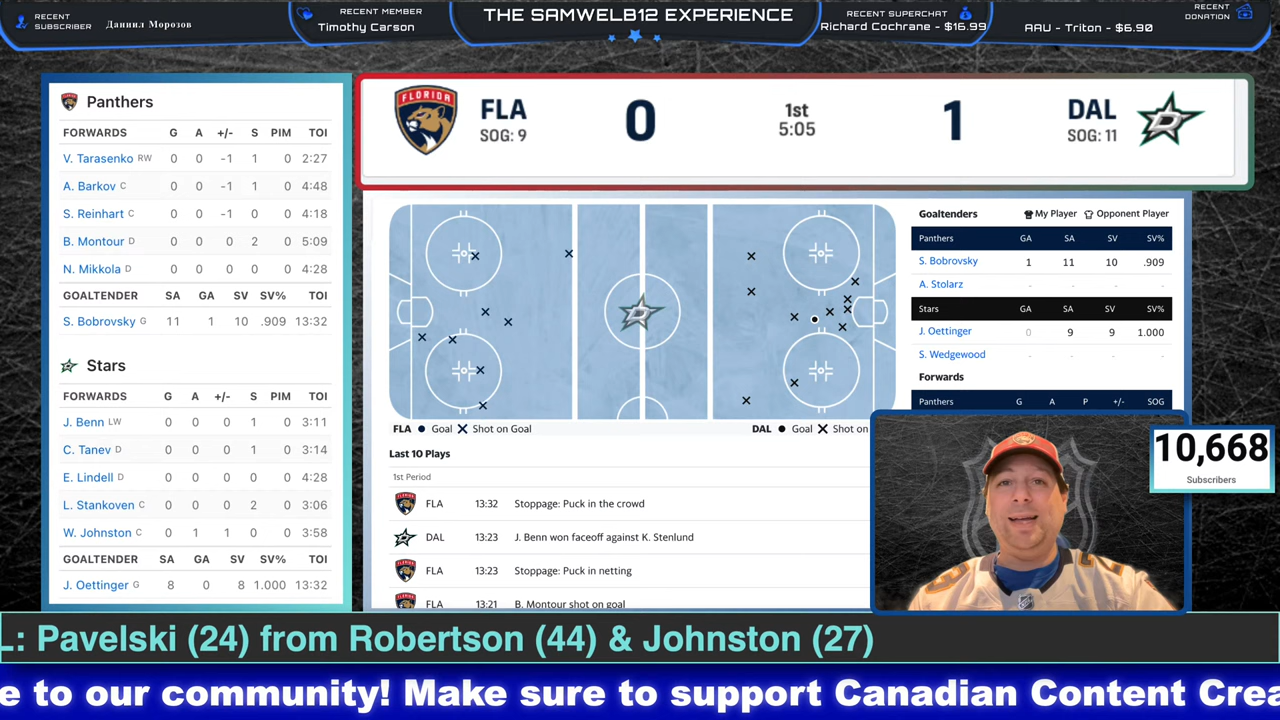 RECENT
SUBSCRIBER
Даниил Морозов
RECENT MEMBER
Timothy Carson
THE SAMWELB12 EXPERIENCE
RECENT SUPERCHAT
Richard Cochrane - $16.99
RECENT
DONATION
AAU - Triton - $6.90
Panthers
FORWARDS G A +/- S PIM TOI
V. Tarasenko RW 0 0 -1 1 0 2:27
A. Barkov C 0 0 -1 1 0 4:48
S. Reinhart C 0 0 -1 0 0 4:18
B. Montour D 0 0 0 2 0 5:09
N. Mikkola D 0 0 0 0 0 4:28
GOALTENDER SA GA SV SV% TOI
S. Bobrovsky G 11 1 10 .909 13:32
Stars
FORWARDS G A +/- S PIM TOI
J. Benn LW 0 0 0 1 0 3:11
C. Tanev D 0 0 0 1 0 3:14
E. Lindell D 0 0 0 0 0 4:28
L. Stankoven C 0 0 0 2 0 3:06
W. Johnston C 0 1 1 0 0 3:58
GOALTENDER SA GA SV SV% TOI
J. Oettinger G 8 0 8 1.000 13:32
FLORIDA
FLA
SOG: 9
0
1st
5:05
1
DAL
SOG: 11
D
D
FLA Goal Shot on Goal
DAL Goal Shot on
Last 10 Plays
1st Period
FLA 13:32 Stoppage: Puck in the crowd
DAL 13:23 J. Benn won faceoff against K. Stenlund
FLA 13:23 Stoppage: Puck in netting
FLA 13:21 B. Montour shot on goal
Goaltenders My Player Opponent Player
Panthers GA SA SV SV%
S. Bobrovsky 1 11 10 .909
A. Stolarz - - - -
Stars GA SA SV SV%
J. Oettinger 0 9 9 1.000
S. Wedgewood - - - -
Forwards
Panthers G A P +/- SOG
10,668
Subscribers
L: Pavelski (24) from Robertson (44) & Johnston (27)
e to our community! Make sure to support Canadian Content Crea